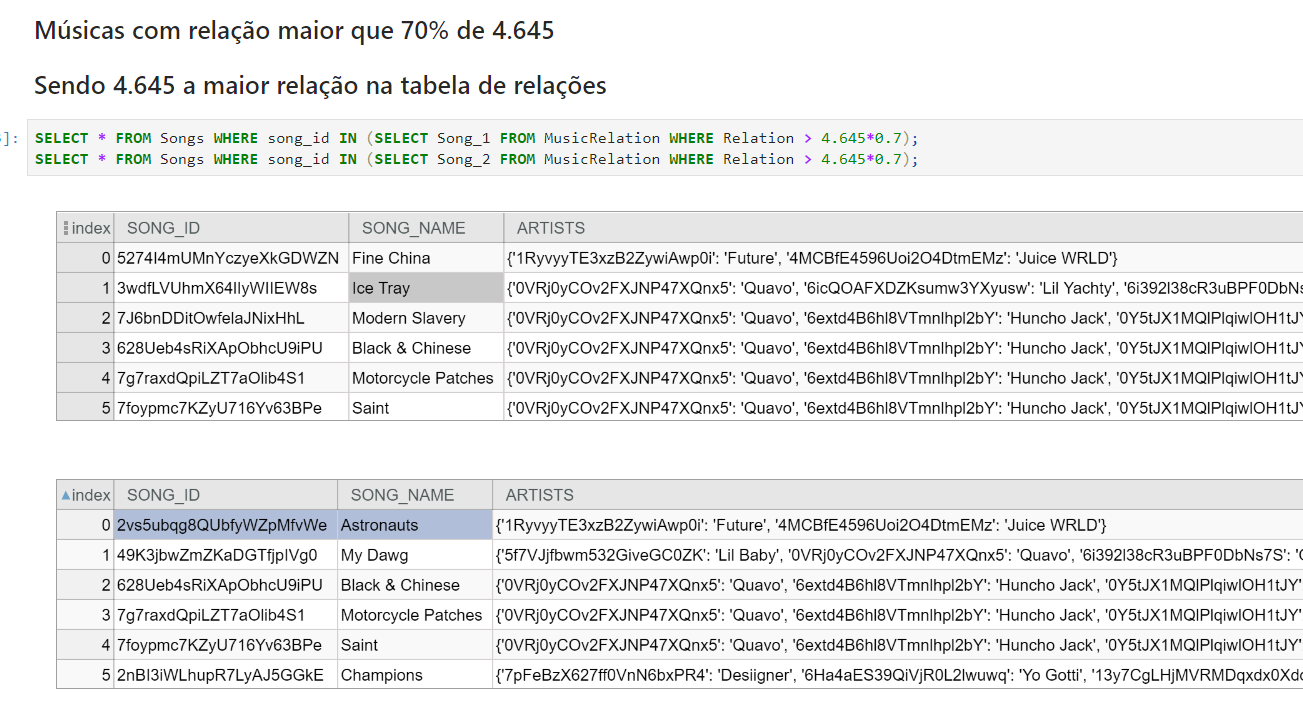 Músicas com relação maior que 70% de 4.645
Sendo 4.645 a maior relação na tabela de relações
]:
SELECT * FROM Songs WHERE song_id IN (SELECT Song_1 FROM MusicRelation WHERE Relation > 4.645*0.7);
SELECT * FROM Songs WHERE song_id IN (SELECT Song_2 FROM MusicRelation WHERE Relation > 4.645*0.7);
index SONG_ID SONG_NAME ARTISTS
0 5274I4mUMnYczyeXkGDWZN Fine China {'1RyvyyTE3xzB2ZywiAwp0i': 'Future', '4MCBfE4596Uoi2O4DtmEMz': 'Juice WRLD'}
1 3wdfLVUhmX64IlyWIIEW8s Ice Tray {'0VRj0yCOv2FXJNP47XQnx5': 'Quavo', '6icQOAFXDZKsumw3YXyusw': 'Lil Yachty', '6i392l38cR3uBPF0DbNs
2 7J6bnDDitOwfelaJNixHhL Modern Slavery {'0VRj0yCOv2FXJNP47XQnx5': 'Quavo', '6extd4B6hl8VTmnlhpl2bY': 'Huncho Jack', '0Y5tJX1MQlPlqiwlOH1tJY
3 628Ueb4sRiXApObhcU9iPU Black & Chinese {'0VRj0yCOv2FXJNP47XQnx5': 'Quavo', '6extd4B6hl8VTmnlhpl2bY': 'Huncho Jack', '0Y5tJX1MQlPlqiwlOH1tJY
4 7g7raxdQpiLZT7aOlib4S1 Motorcycle Patches {'0VRj0yCOv2FXJNP47XQnx5': 'Quavo', '6extd4B6hl8VTmnlhpl2bY': 'Huncho Jack', '0Y5tJX1MQlPlqiwlOH1tJY
5 7foypmc7KZyU716Yv63BPe Saint {'0VRj0yCOv2FXJNP47XQnx5': 'Quavo', '6extd4B6hl8VTmnlhpl2bY': 'Huncho Jack', '0Y5tJX1MQlPlqiwlOH1tJY
index SONG_ID SONG_NAME ARTISTS
0 2vs5ubqg8QUbfyWZpMfvWe Astronauts {'1RyvyyTE3xzB2ZywiAwp0i': 'Future', '4MCBfE4596Uoi2O4DtmEMz': 'Juice WRLD'}
1 49K3jbwZmZKaDGTfjpIVg0 My Dawg {'5f7VJjfbwm532GiveGC0ZK': 'Lil Baby', '0VRj0yCOv2FXJNP47XQnx5': 'Quavo', '6i392l38cR3uBPF0DbNs7S':
2 628Ueb4sRiXApObhcU9iPU Black & Chinese {'0VRj0yCOv2FXJNP47XQnx5': 'Quavo', '6extd4B6hl8VTmnlhpl2bY': 'Huncho Jack', '0Y5tJX1MQlPlqiwlOH1tJY'
3 7g7raxdQpiLZT7aOlib4S1 Motorcycle Patches {'0VRj0yCOv2FXJNP47XQnx5': 'Quavo', '6extd4B6hl8VTmnlhpl2bY': 'Huncho Jack', '0Y5tJX1MQlPlqiwlOH1tJY'
4 7foypmc7KZyU716Yv63BPe Saint {'0VRj0yCOv2FXJNP47XQnx5': 'Quavo', '6extd4B6hl8VTmnlhpl2bY': 'Huncho Jack', '0Y5tJX1MQlPlqiwlOH1tJY'
5 2nBI3iWLhupR7LyAJ5GGkE Champions {'7pFeBzX627ff0VnN6bxPR4': 'Desiigner', '6Ha4aES39QiVjR0L2lwuwq': 'Yo Gotti', '13y7CgLHjMVRMDqxdx0Xdo